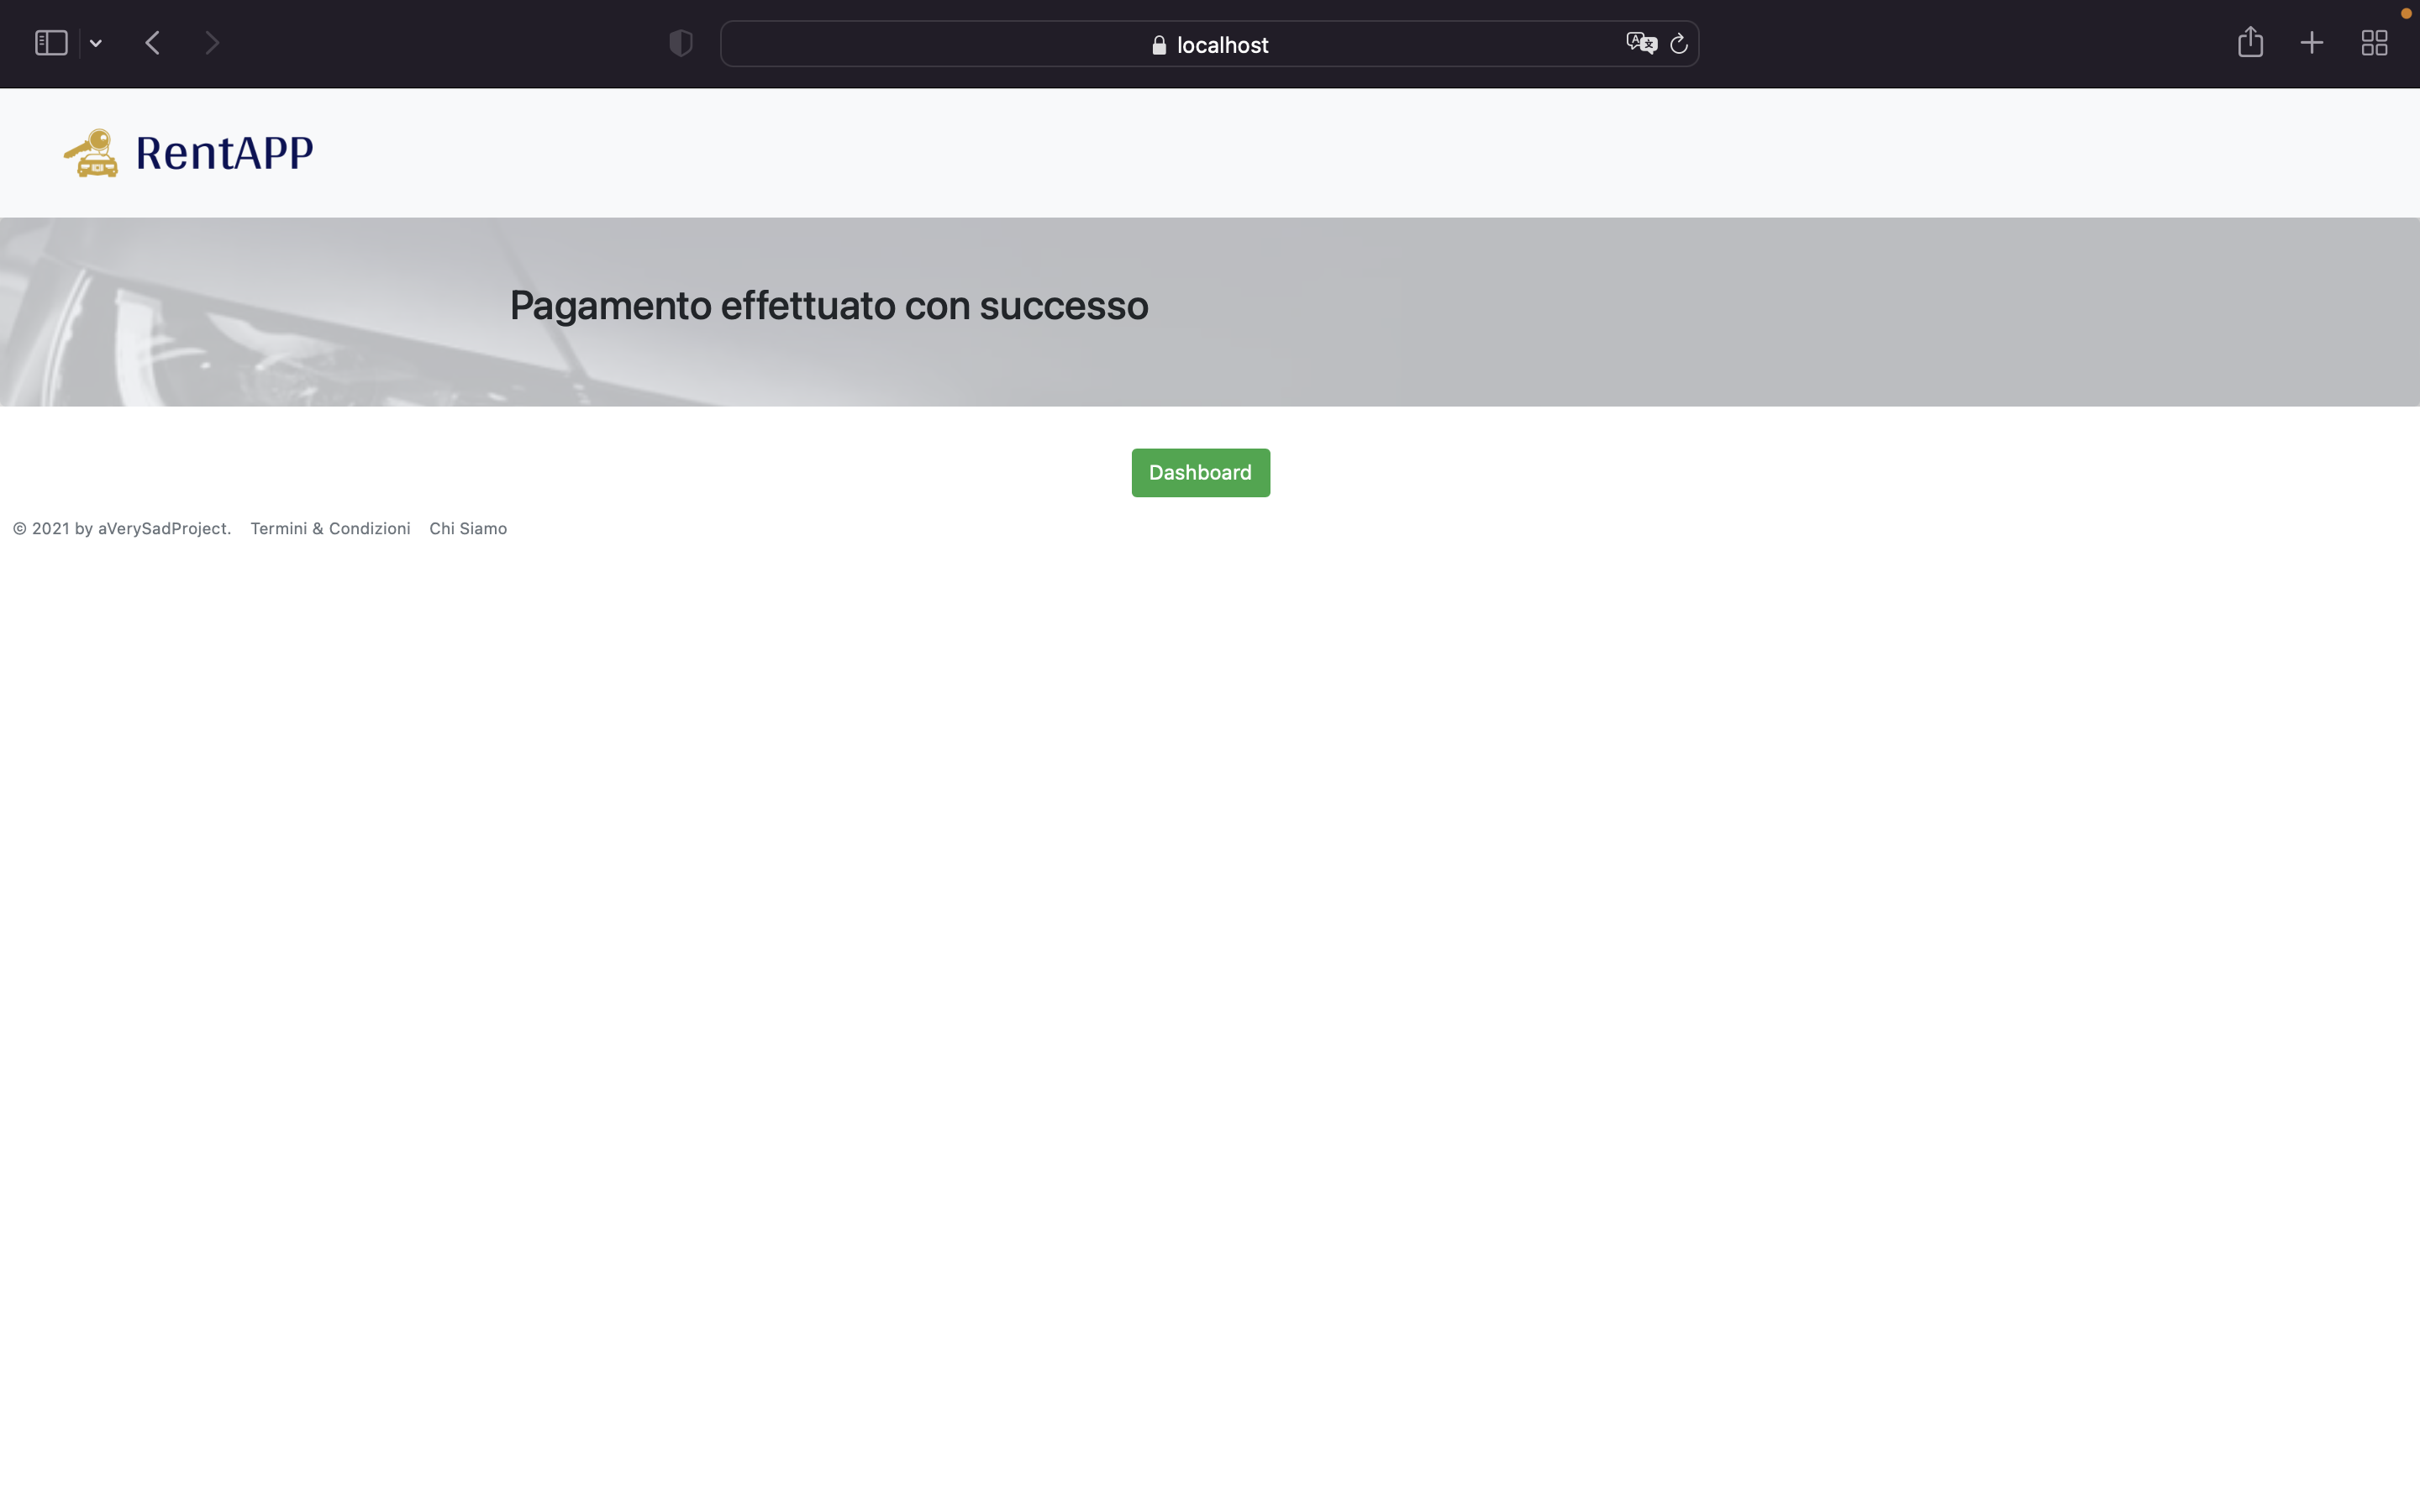 localhost
RentAPP
Pagamento effettuato con successo
Dashboard
© 2021 by aVerySadProject. Termini & Condizioni Chi Siamo